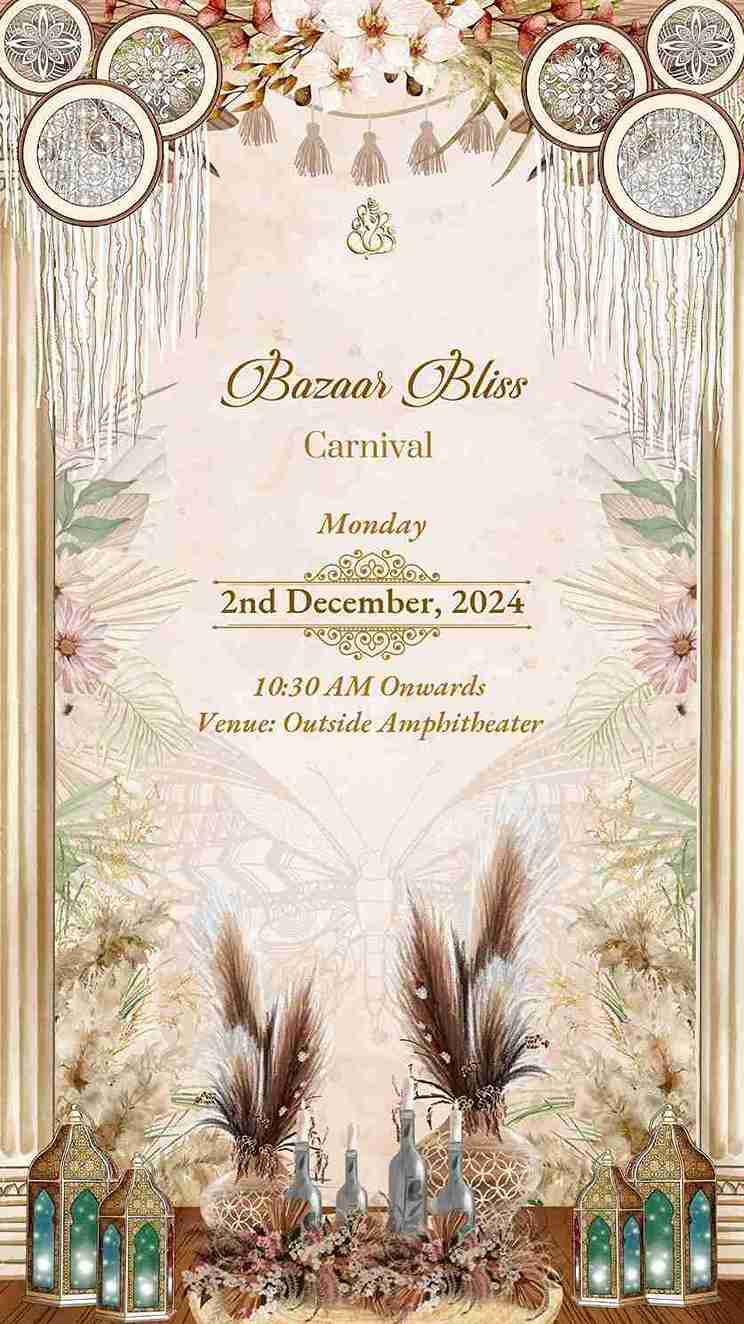 Bazaar Bliss
Carnival
Monday
2nd December, 2024
10:30 AM Onwards
Venue: Outside Amphitheater